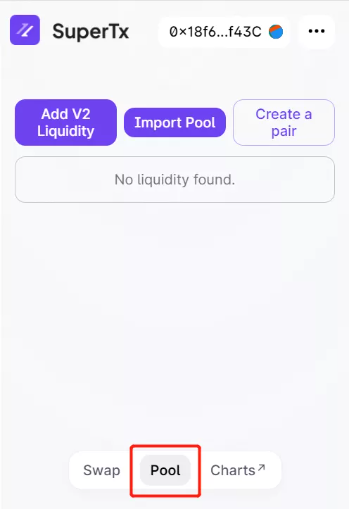 SuperTx
0×18f6...f43C
...
Add V2
Liquidity
Import Pool
Create a
pair
No liquidity found.
Swap
Pool
Charts↗